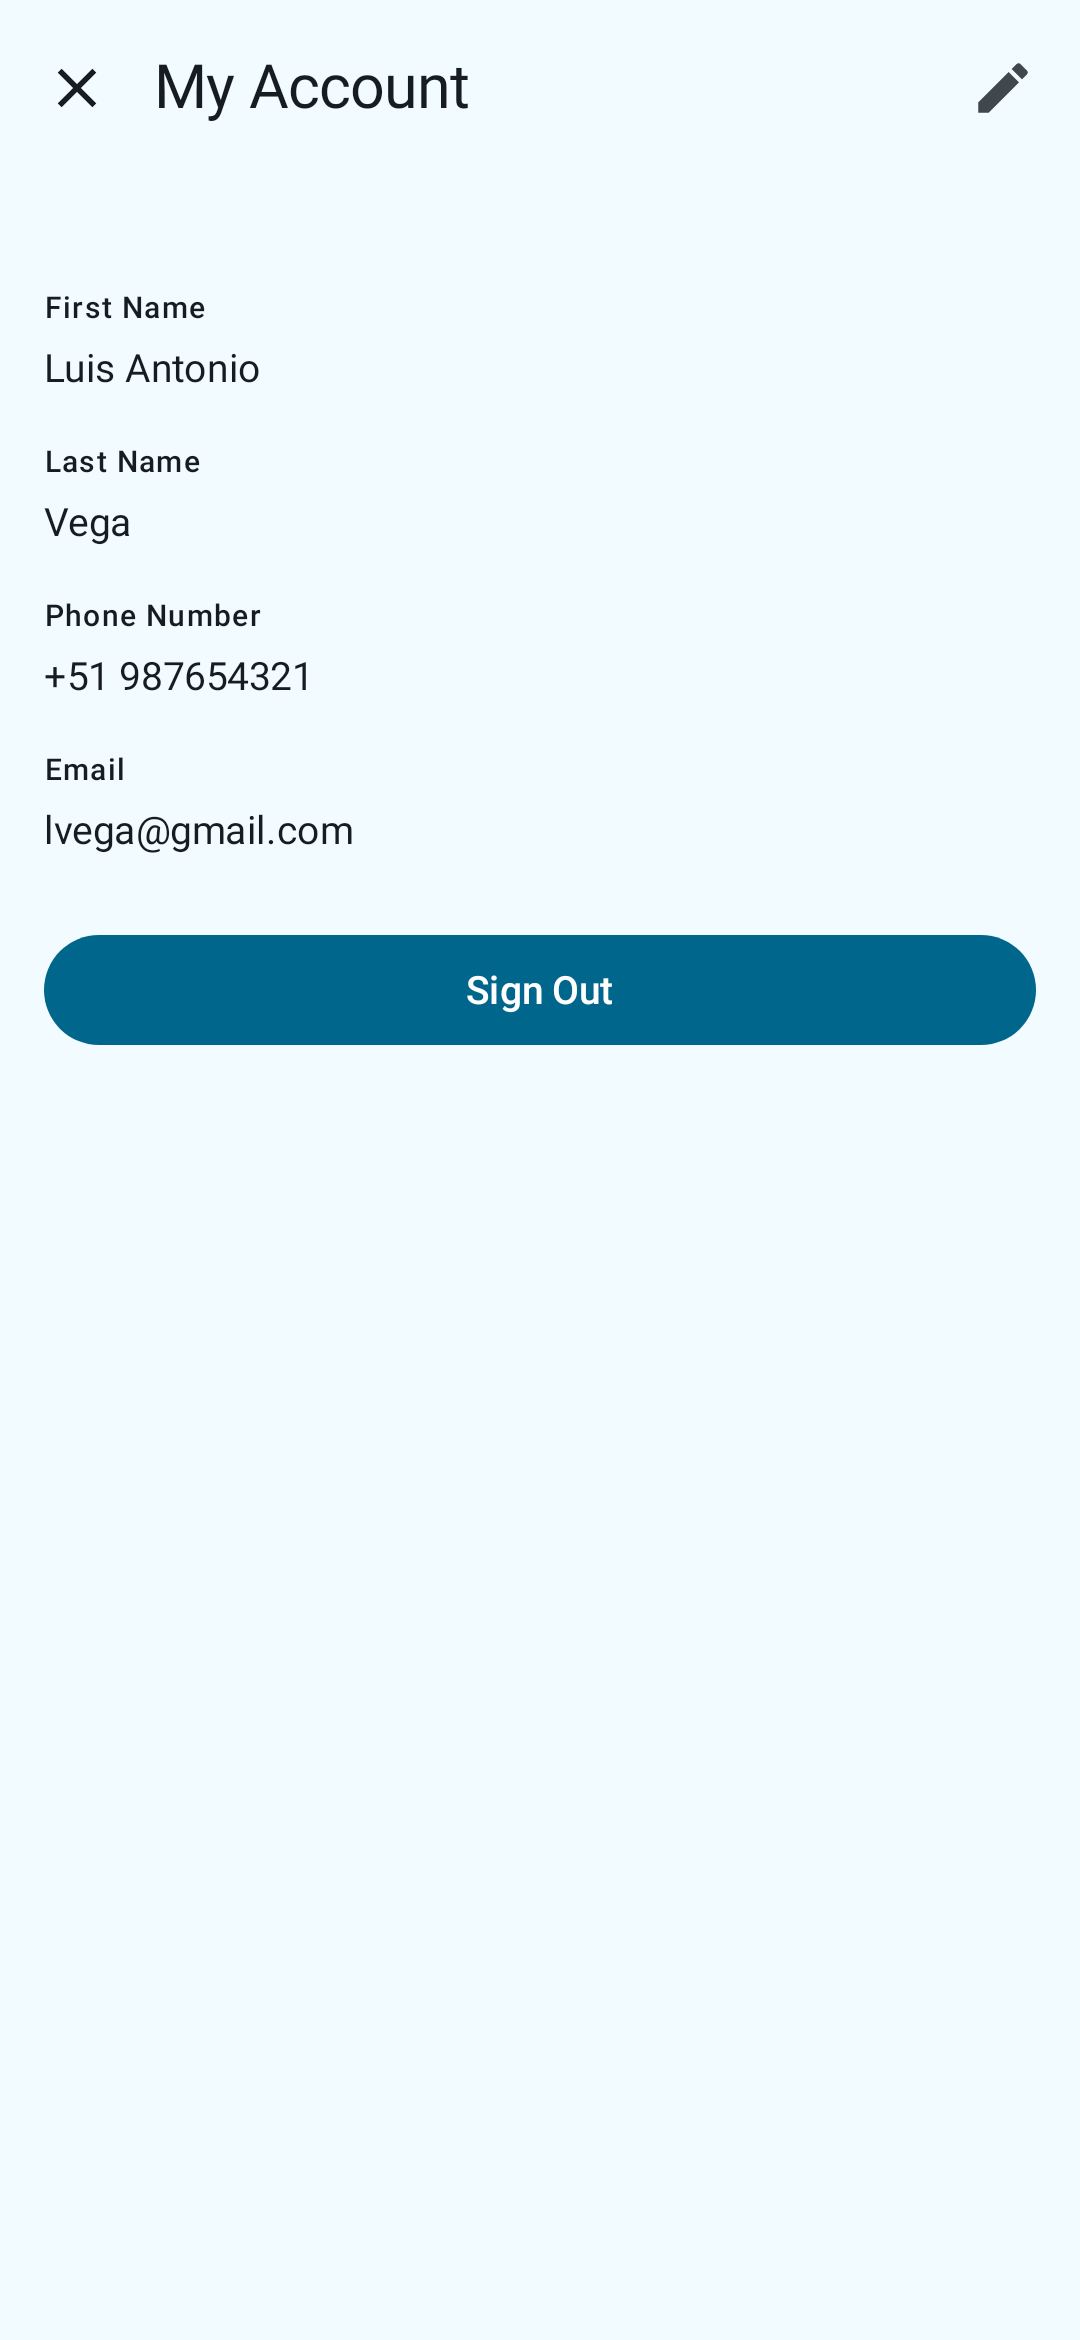 My Account
First Name
Luis Antonio
Last Name
Vega
Phone Number
+51 987654321
Email
lvega@gmail.com
Sign Out